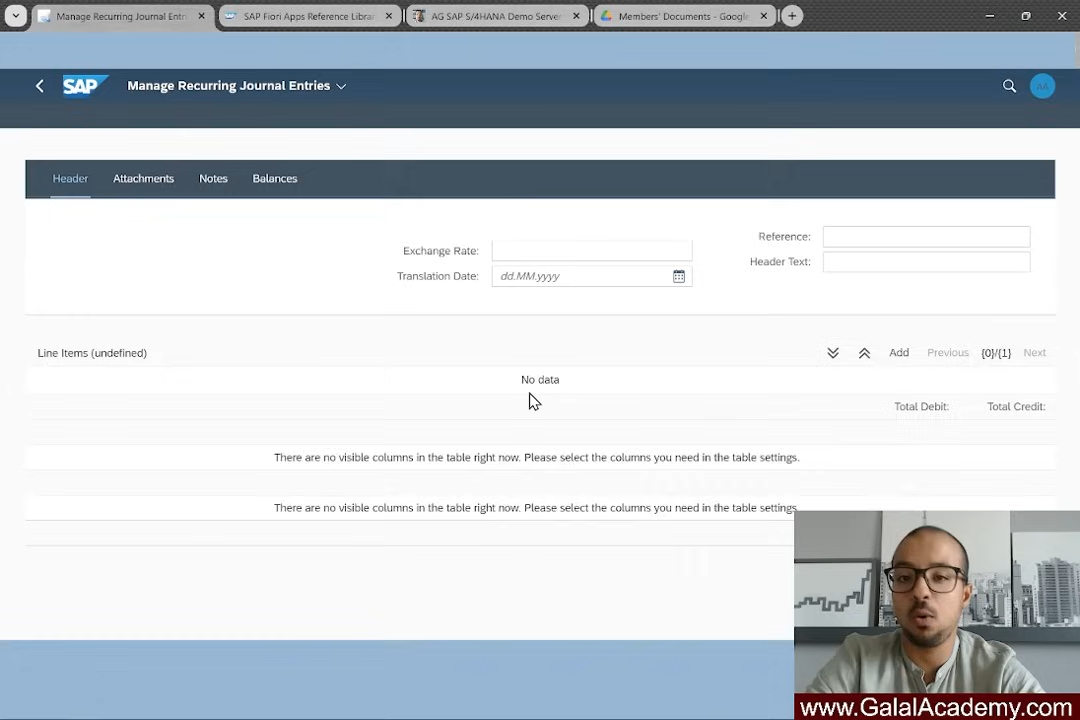 Manage Recurring Journal Entri
SAP Fiori Apps Reference Libra
AG SAP S/4HANA Demo Server
Members' Documents - Google
SAP
Manage Recurring Journal Entries
AA
Header
Attachments
Notes
Balances
Exchange Rate:
Reference:
Translation Date:
dd.MM.yyyy
Header Text:
Line Items (undefined)
Add
Previous
{0}/{1}
Next
No data
Total Debit:
Total Credit:
There are no visible columns in the table right now. Please select the columns you need in the table settings.
There are no visible columns in the table right now. Please select the columns you need in the table settings.
www.GalalAcademy.com